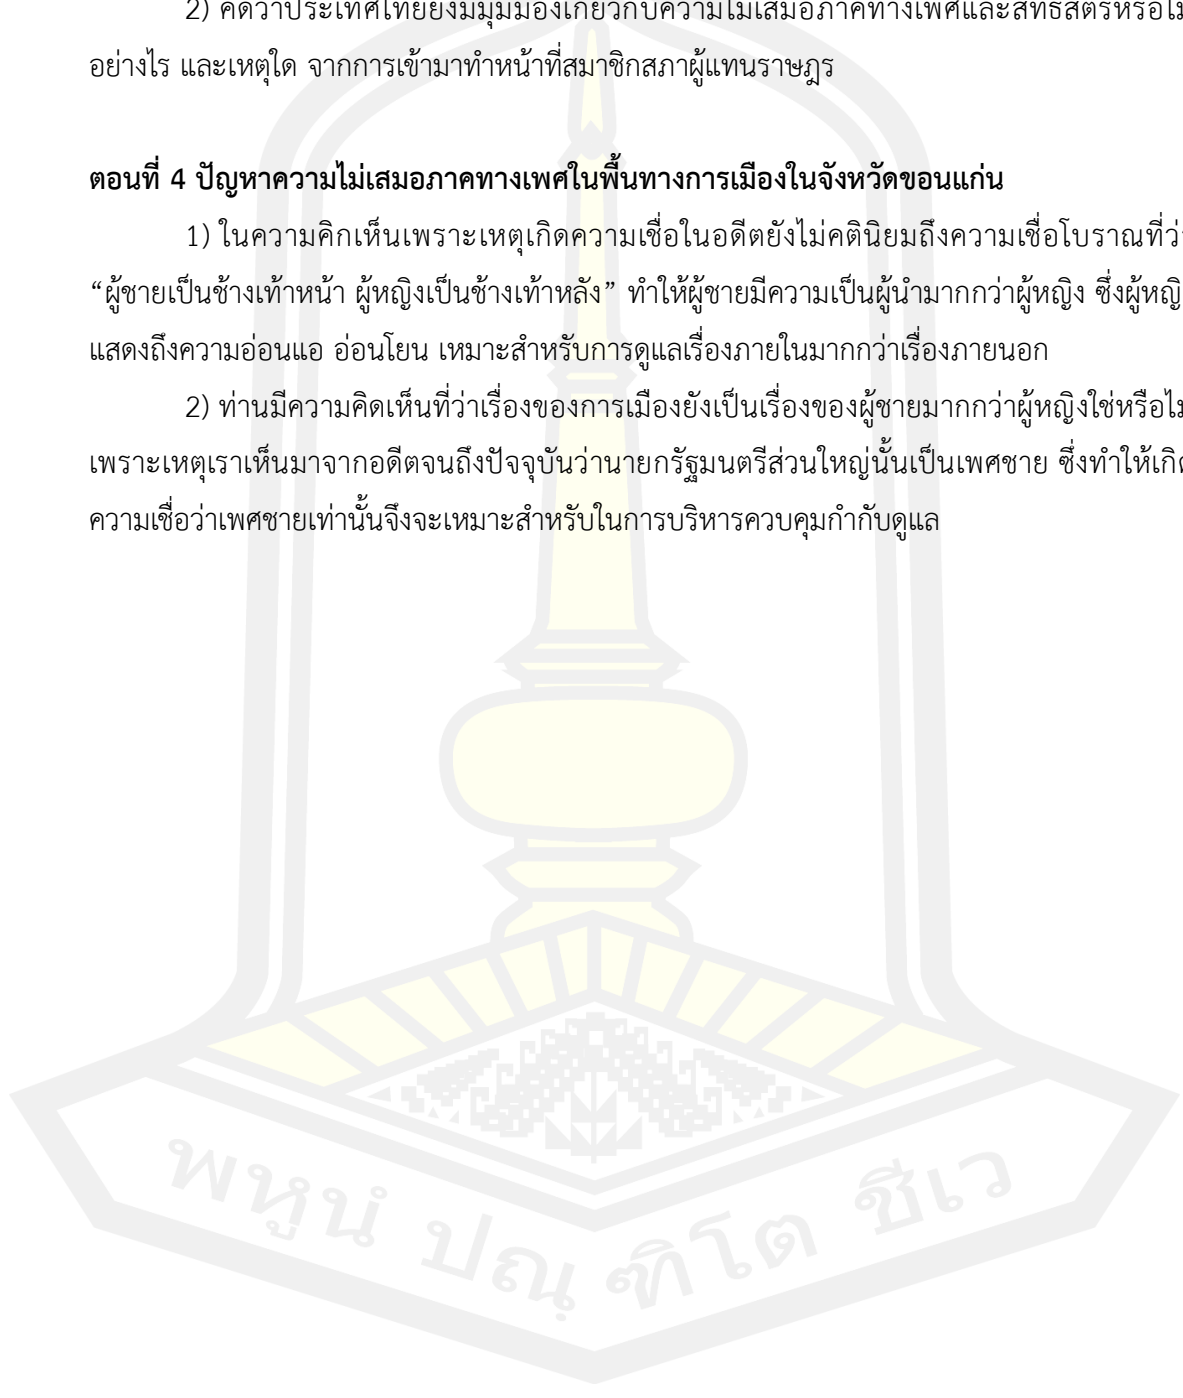 2) คิดว่าประเทศไทยยังมีมุมมองเกี่ยวกับความไม่เสมอภาคทางเพศและสิทธิสตรีหรือไม่
อย่างไร และเหตุใด จากการเข้ามาทำหน้าที่สมาชิกสภาผู้แทนราษฎร
ตอนที่ 4 ปัญหาความไม่เสมอภาคทางเพศในพื้นทางการเมืองในจังหวัดขอนแก่น
1) ในความคิกเห็นเพราะเหตุเกิดความเชื่อในอดีตยังไม่คตินิยมถึงความเชื่อโบราณที่ว่า
“ผู้ชายเป็นช้างเท้าหน้า ผู้หญิงเป็นช้างเท้าหลัง” ทำให้ผู้ชายมีความเป็นผู้นำมากกว่าผู้หญิง ซึ่งผู้หญิ
แสดงถึงความอ่อนแอ อ่อนโยน เหมาะสำหรับการดูแลเรื่องภายในมากกว่าเรื่องภายนอก
2) ท่านมีความคิดเห็นที่ว่าเรื่องของการเมืองยังเป็นเรื่องของผู้ชายมากกว่าผู้หญิงใช่หรือไม่
เพราะเหตุเราเห็นมาจากอดีตจนถึงปัจจุบันว่านายกรัฐมนตรีส่วนใหญ่นั้นเป็นเพศชาย ซึ่งทำให้เกิด
ความเชื่อว่าเพศชายเท่านั้นจึงจะเหมาะสำหรับในการบริหารควบคุมกำกับดูแล
พหูนํ ปณฺฑิโต ชีเว